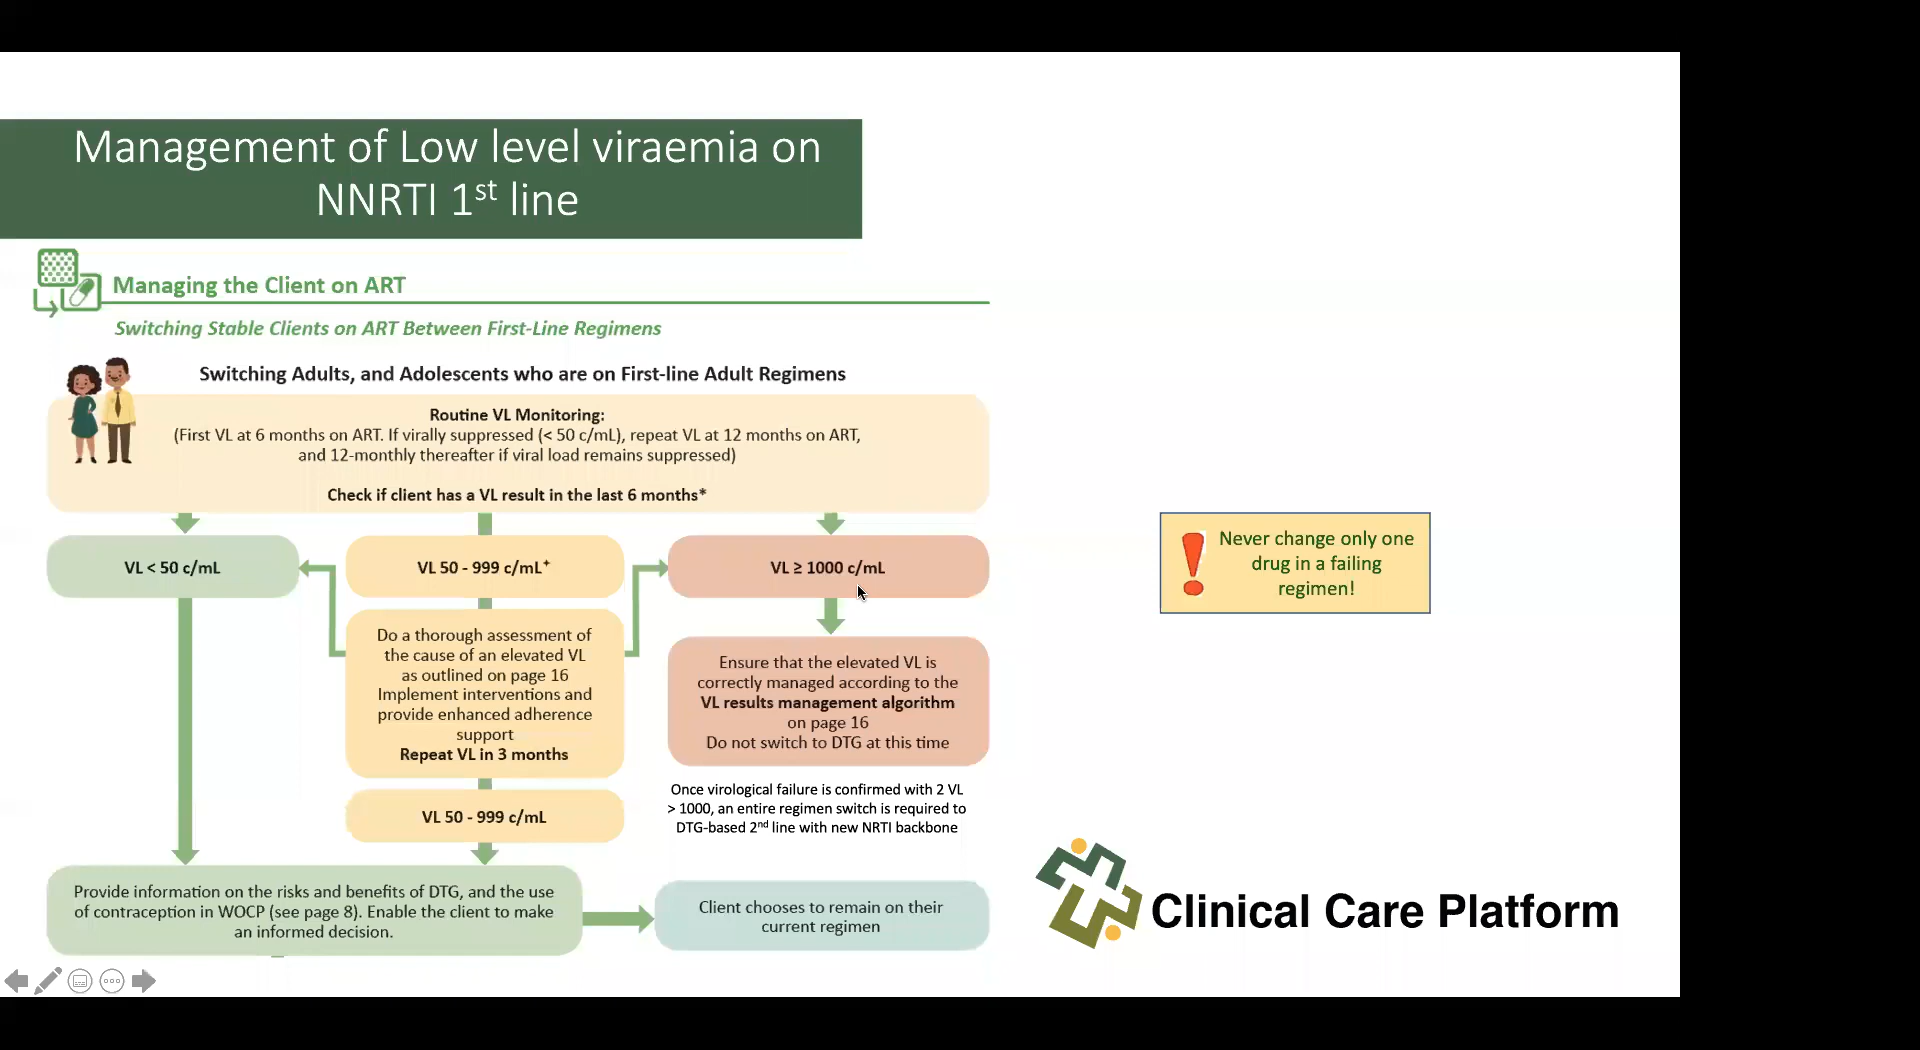 Management of Low level viraemia on
NNRTI 1st line
Managing the Client on ART
Switching Stable Clients on ART Between First-Line Regimens
Switching Adults, and Adolescents who are on First-line Adult Regimens
Routine VL Monitoring:
(First VL at 6 months on ART. If virally suppressed (< 50 c/mL), repeat VL at 12 months on ART,
and 12-monthly thereafter if viral load remains suppressed)
Check if client has a VL result in the last 6 months*
VL < 50 c/mL
VL 50 - 999 c/mL+
VL ≥ 1000 c/mL
Do a thorough assessment of
the cause of an elevated VL
as outlined on page 16
Implement interventions and
provide enhanced adherence
support
Repeat VL in 3 months
Ensure that the elevated VL is
correctly managed according to the
VL results management algorithm
on page 16
Do not switch to DTG at this time
Once virological failure is confirmed with 2 VL
> 1000, an entire regimen switch is required to
DTG-based 2nd line with new NRTI backbone
VL 50 - 999 c/mL
Provide information on the risks and benefits of DTG, and the use
of contraception in WOCP (see page 8). Enable the client to make
an informed decision.
Client chooses to remain on their
current regimen
Never change only one
drug in a failing
regimen!
Clinical Care Platform